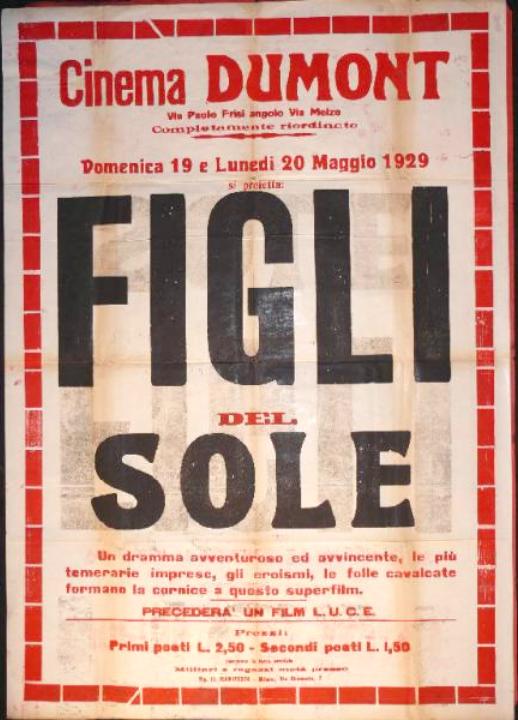 Cinema DUMONT
Via Paolo Frisi angolo Via Melzo
Completamente riordinato
Domenica 19 e Lunedì 20 Maggio 1929
si proietta:
FIGLI
DEL
SOLE
Un dramma avventuroso ed avvincente, le più
temerarie imprese, gli eroismi, le folle cavalcate
formano la cornice a questo superfilm.
PRECEDERA' UN FILM L. U. C. E.
Prezzi:
Primi posti L. 2,50 - Secondi posti L. 1,50
Militari e ragazzi metà prezzo